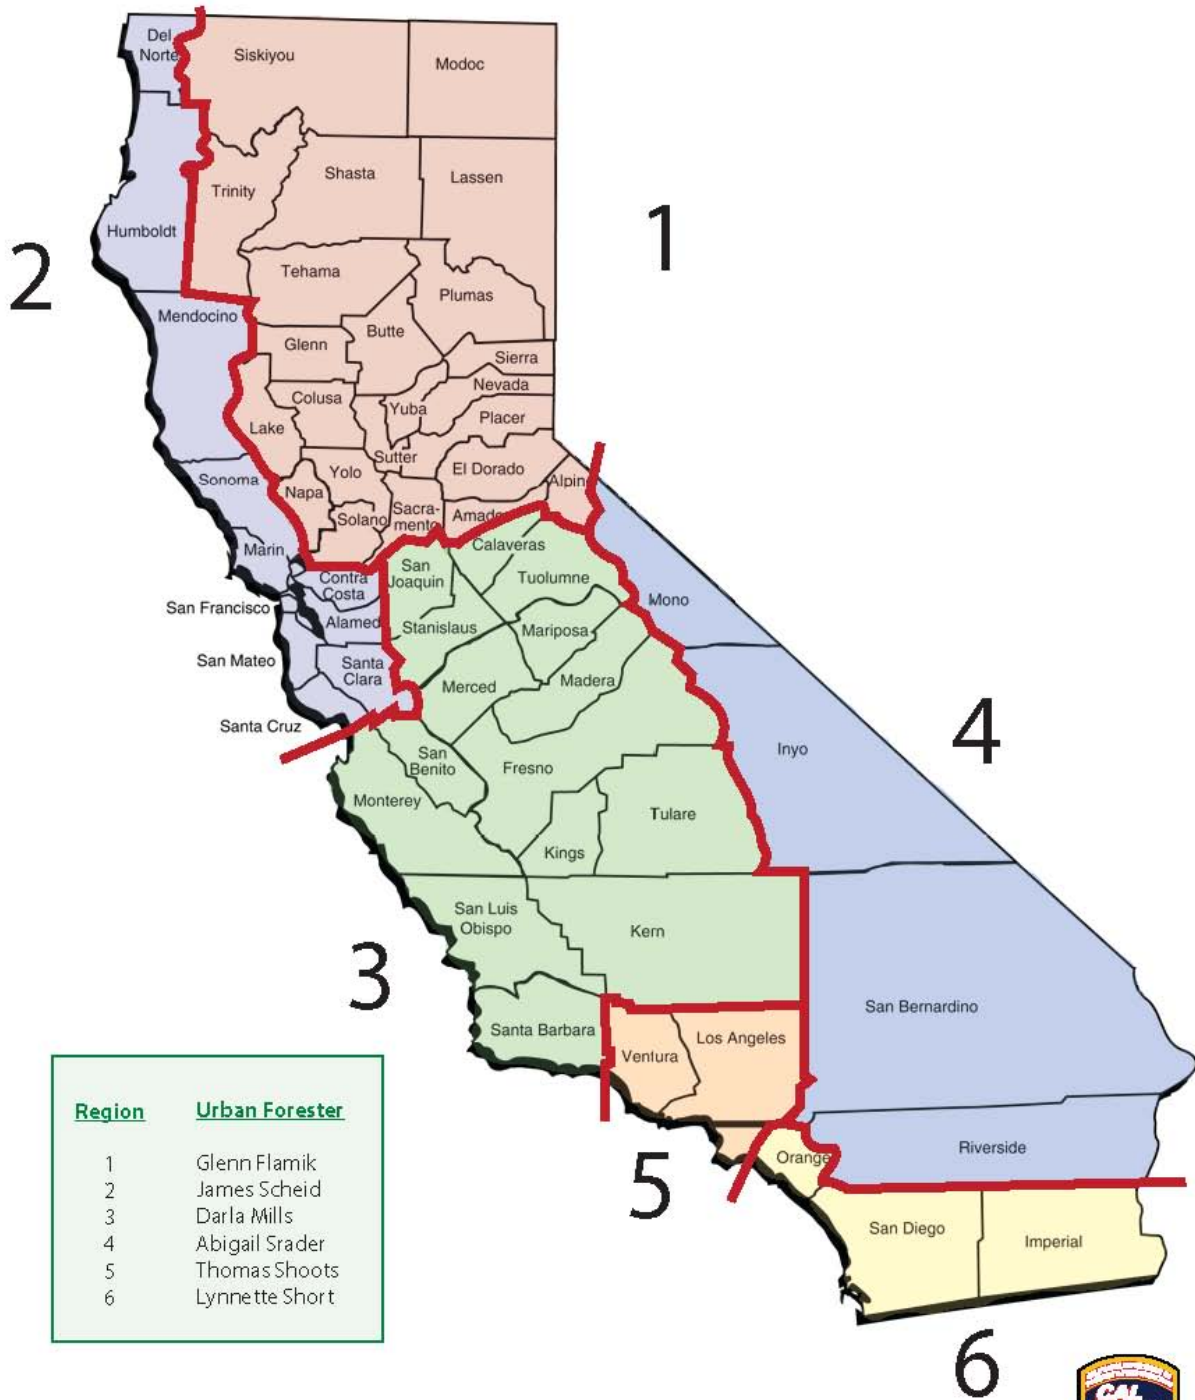 Del
Norte
Siskiyou
Modoc
Trinity
Shasta
Lassen
1
Humboldt
2
Tehama
Plumas
Mendocino
Butte
Glenn
Sierra
Nevada
Colusa
Yuba
Placer
Lake
Sutter
El Dorado
Yolo
Sonoma
Alpin
Napa
Sacra-
mento
Amado
Solano
Calaveras
Marin
San
Joaquin
Contra
Costa
Tuolumne
San Francisco
Mono
Alamed
Stanislaus
Mariposa
San Mateo
Santa
Clara
Merced
Madera
Santa Cruz
4
Inyo
San
Benito
Fresno
Monterey
Tulare
Kings
San Luis
Obispo
Kern
3
San Bernardino
Santa Barbara
Los Angeles
Ventura
Region Urban Forester
1 Glenn Flamik
2 James Scheid
3 Darla Mills
4 Abigail Srader
5 Thomas Shoots
6 Lynnette Short
Riverside
Orange
5
San Diego
Imperial
6
CAL